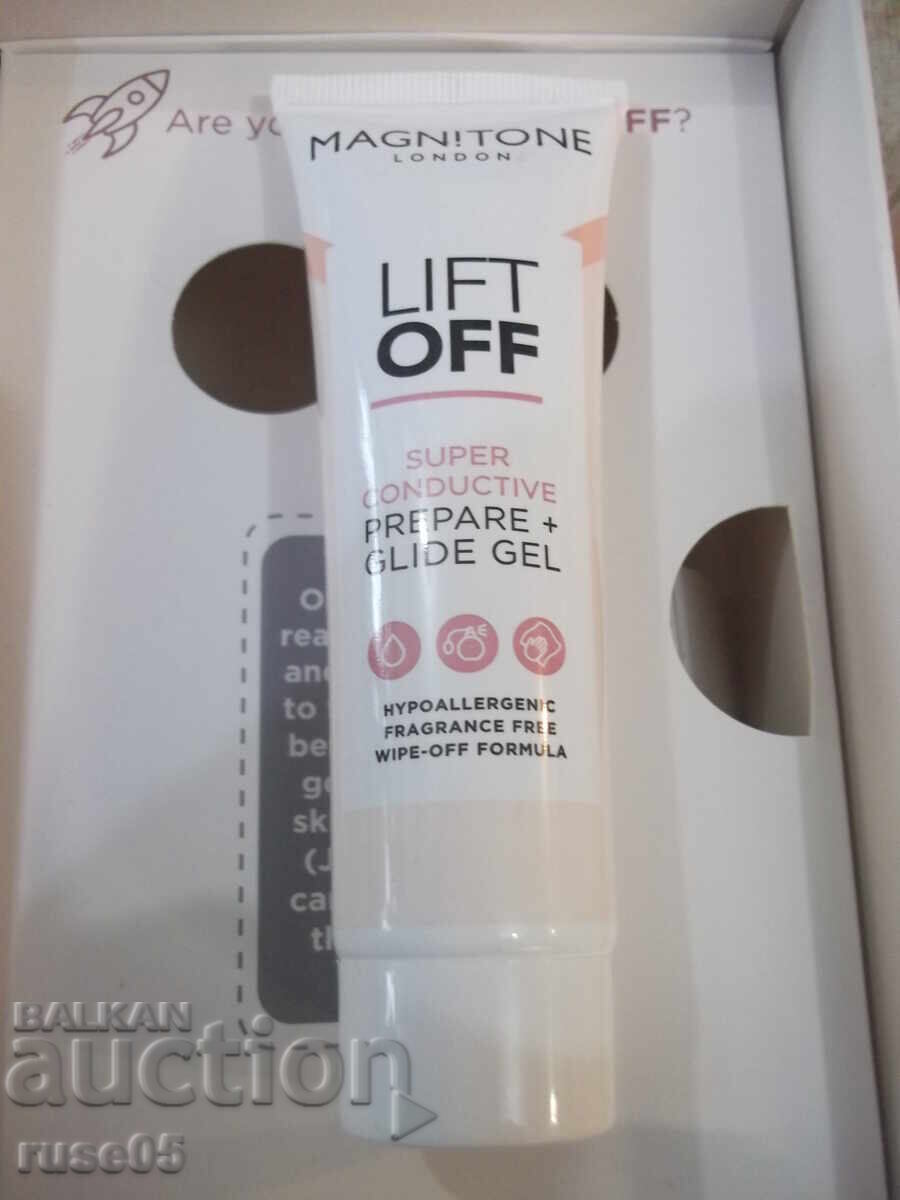 Are FF?
MAGN!TONE
LONDON
LIFT
OFF
SUPER
CONDUCTIVE
PREPARE +
GLIDE GEL
HYPOALLERGENIC
FRAGRANCE FREE
WIPE-OFF FORMULA
to
BALKAN
auction
ruse05